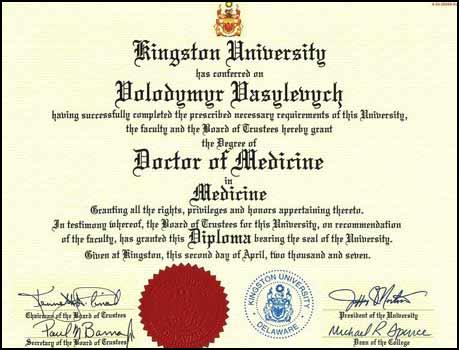 Kingston University
has conferred on
Volodymyr Vasylevych
having successfully completed the prescribed necessary requirements of this University,
the faculty and the Board of Trustees hereby grant
the Degree of
Doctor of Medicine
in
Medicine
Granting all the rights, privileges and honors appertaining thereto.
In testimony whereof, the Board of Trustees for this University, on recommendation
of the faculty, has granted this Diploma bearing the seal of the University.
Given at Kingston, this second day of April, two thousand and seven.
KINGSTON UNIVERSITY
DELAWARE
Chairman of the Board of Trustees
President of the University
Paul M
Michael R Spence
Secretary of the Board of Trustees
Dean of the College